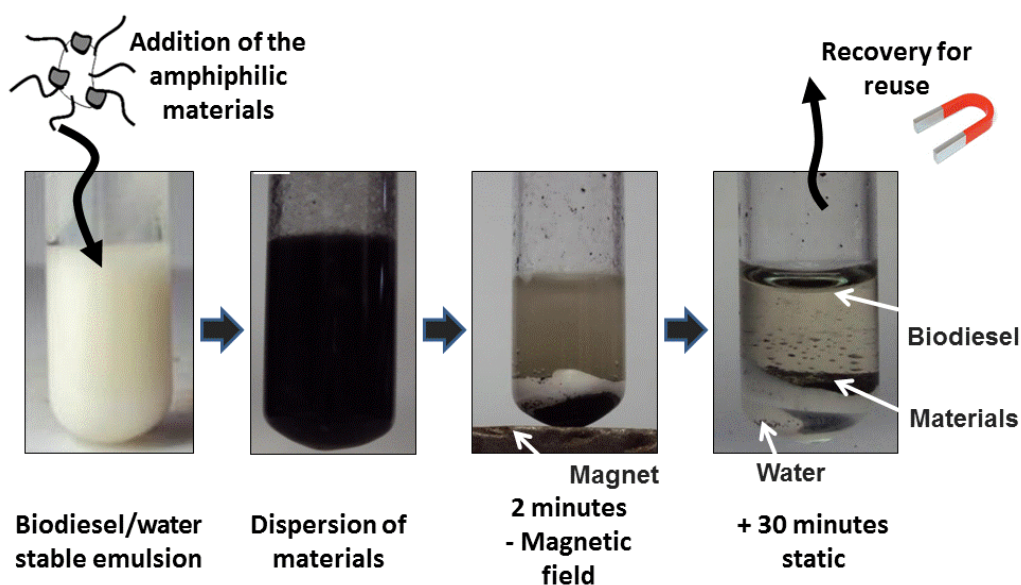 Addition of the
amphiphilic
materials
Recovery for
reuse
Biodiesel
Materials
Water
Magnet
Biodiesel/water
stable emulsion
Dispersion of
materials
2 minutes
- Magnetic
field
+ 30 minutes
static